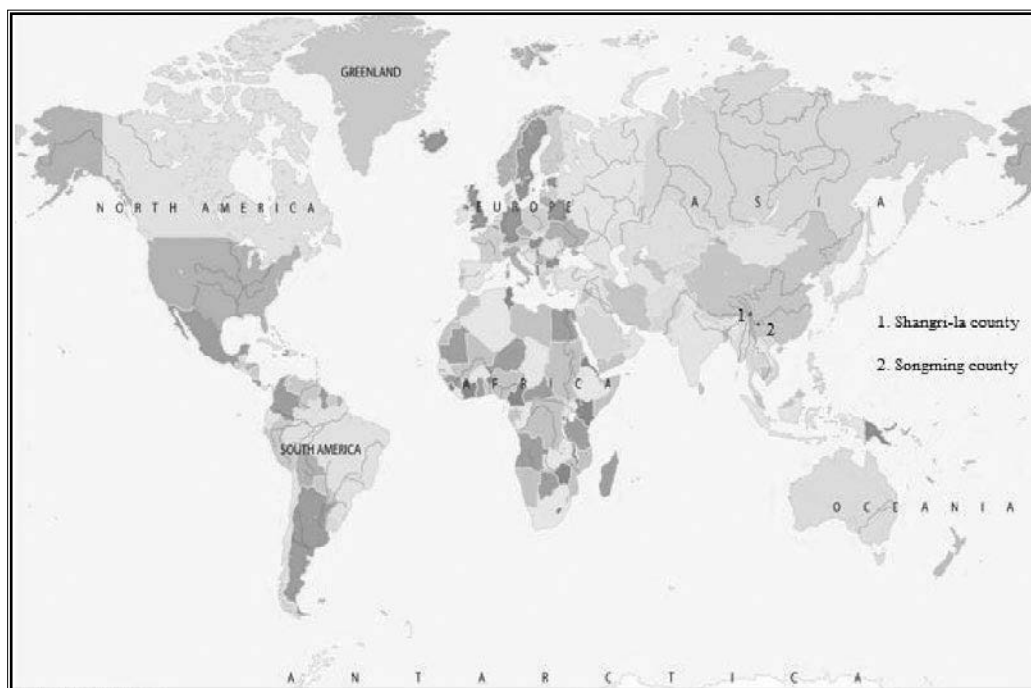 GREENLAND
NORTH AMERICA
EUROPE
ASIA
1
2
1. Shangri-la county
2. Songming county
AFRICA
SOUTH AMERICA
OCEANIA
ANTARCTICA